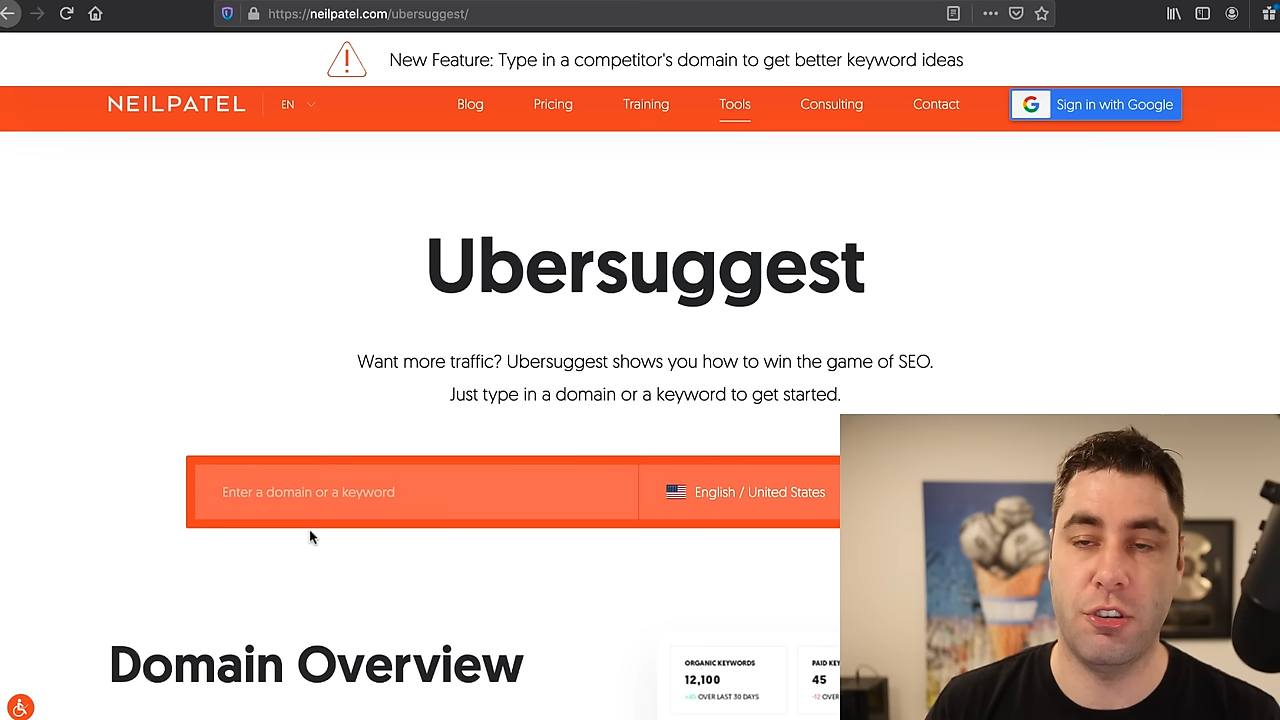 https://neilpatel.com/ubersuggest/
New Feature: Type in a competitor's domain to get better keyword ideas
NEILPATEL
EN
Blog
Pricing
Training
Tools
Consulting
Contact
Sign in with Google
Ubersuggest
Want more traffic? Ubersuggest shows you how to win the game of SEO.
Just type in a domain or a keyword to get started.
Enter a domain or a keyword
English / United States
Domain Overview
ORGANIC KEYWORDS
12,100
OVER LAST 30 DAYS
PAID KEY
45
-12 OVER